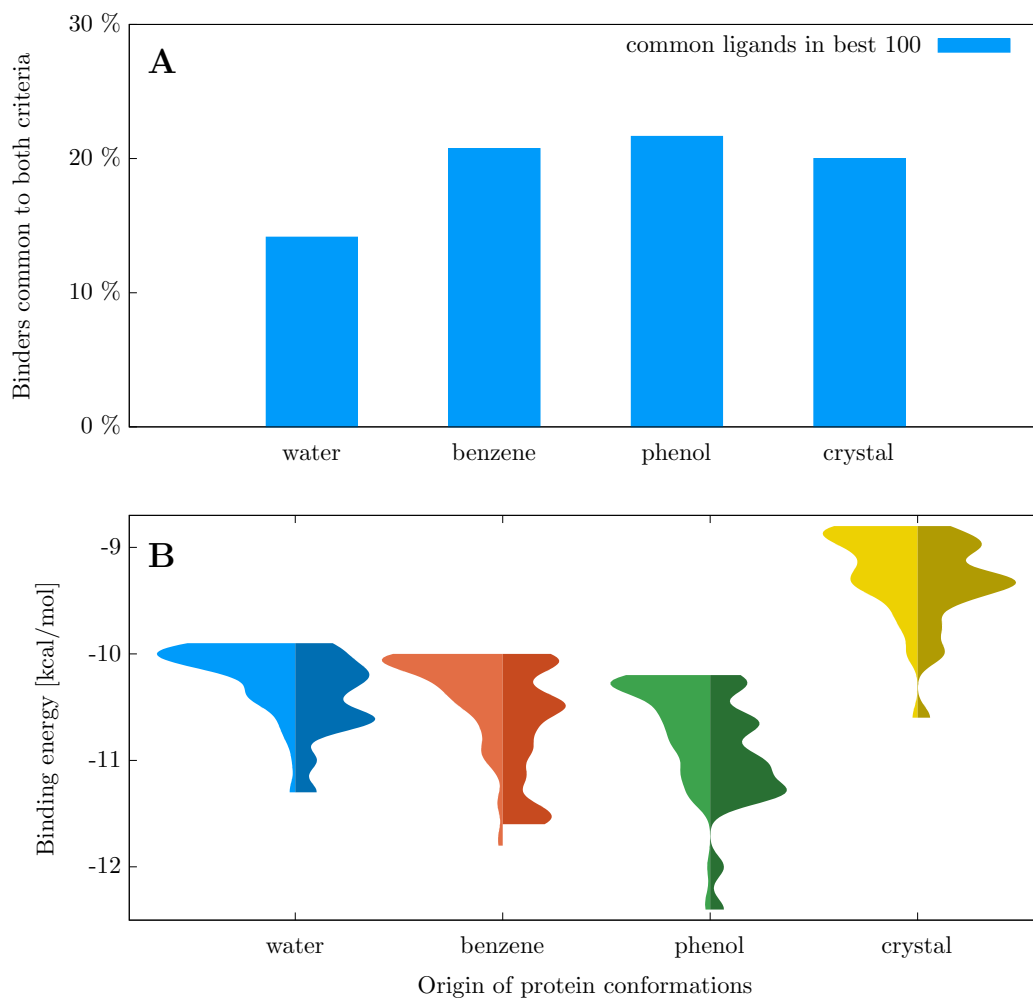 30 %
A
common ligands in best 100
20 %
10 %
0 %
Binders common to both criteria
water
benzene
phenol
crystal
B
-9
-10
-11
-12
Binding energy [kcal/mol]
water
benzene
phenol
crystal
Origin of protein conformations